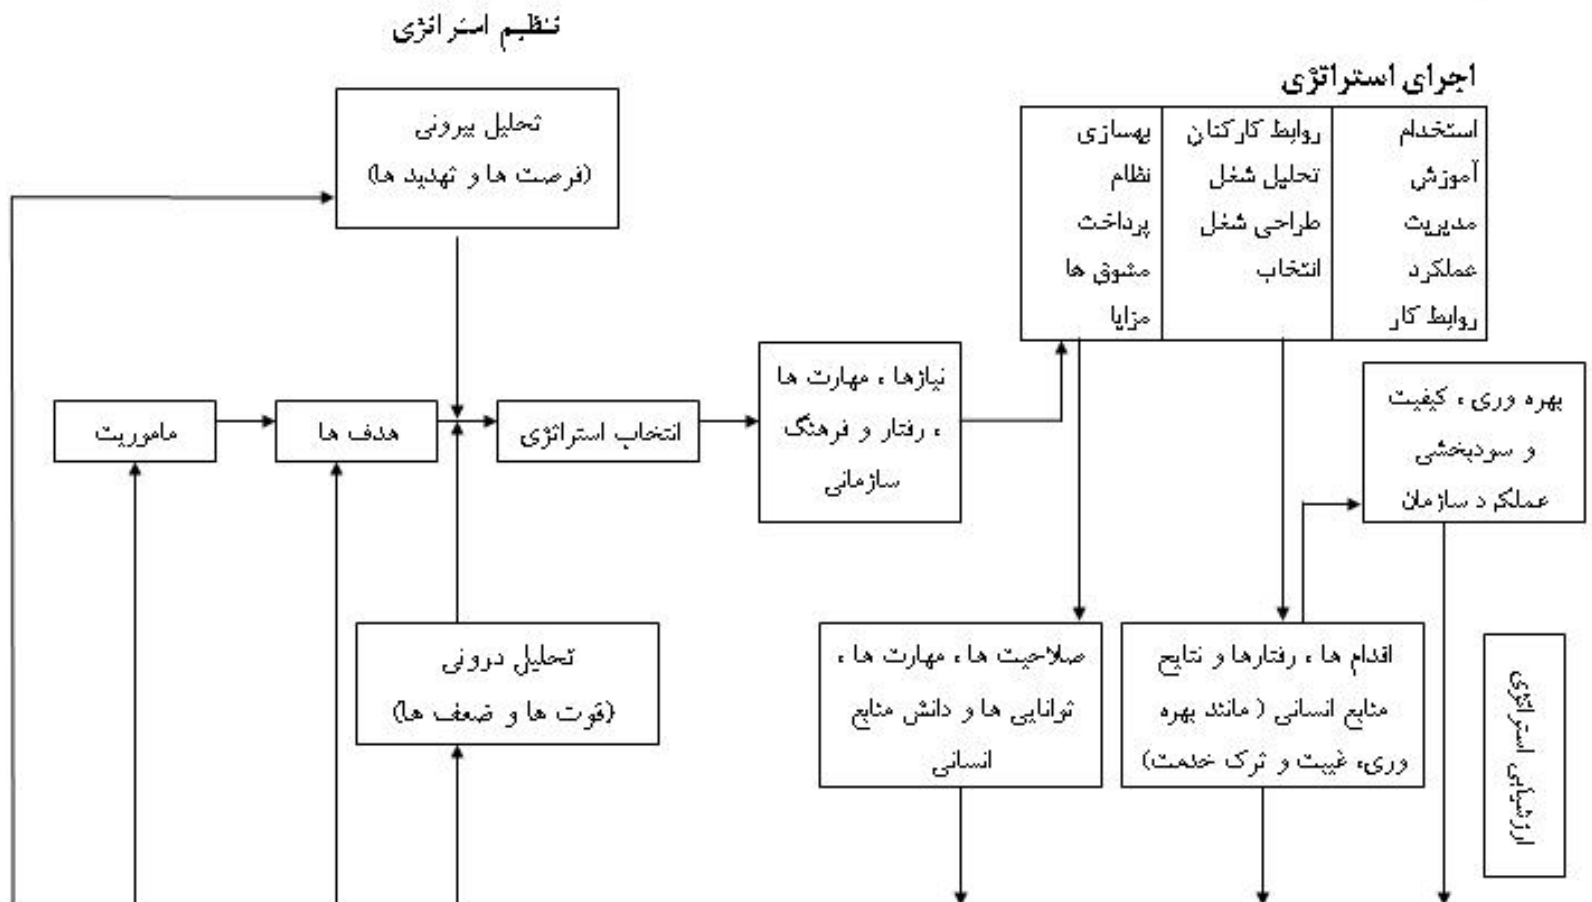 تنظیم استراتژی
اجرای استراتژی
تحلیل بیرونی
(فرصت ها و تهدید ها)
استخدام
آموزش
مدیریت
عملکرد
روابط کار
روابط کارکنان
تحلیل شغل
طراحی شغل
انتخاب
بهسازی
نظام
پرداخت
مشوق ها
مزایا
ماموریت
هدف ها
انتخاب استراتژی
نیازها ، مهارت ها
، رفتار و فرهنگ
سازمانی
بهره وری ، کیفیت
و سودبخشی
عملکرد سازمان
تحلیل درونی
(قوت ها و ضعف ها)
صلاحیت ها ، مهارت ها ،
توانایی ها و دانش منابع
انسانی
اقدام ها ، رفتارها و نتایج
منابع انسانی ( مانند بهره
وری، غیبت و ترک خدمت)
ارزشیابی استراتژی